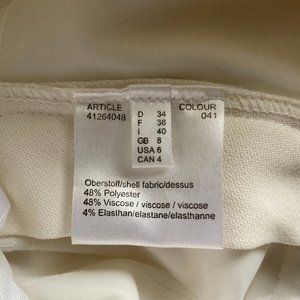 ARTICLE
41264048
D 34
F 36
I 40
GB 8
USA 6
CAN 4
COLOUR
041
Oberstoff/shell fabric/dessus
48% Polyester
48% Viscose / viscose / viscose
4% Elasthan/elastane/elasthanne